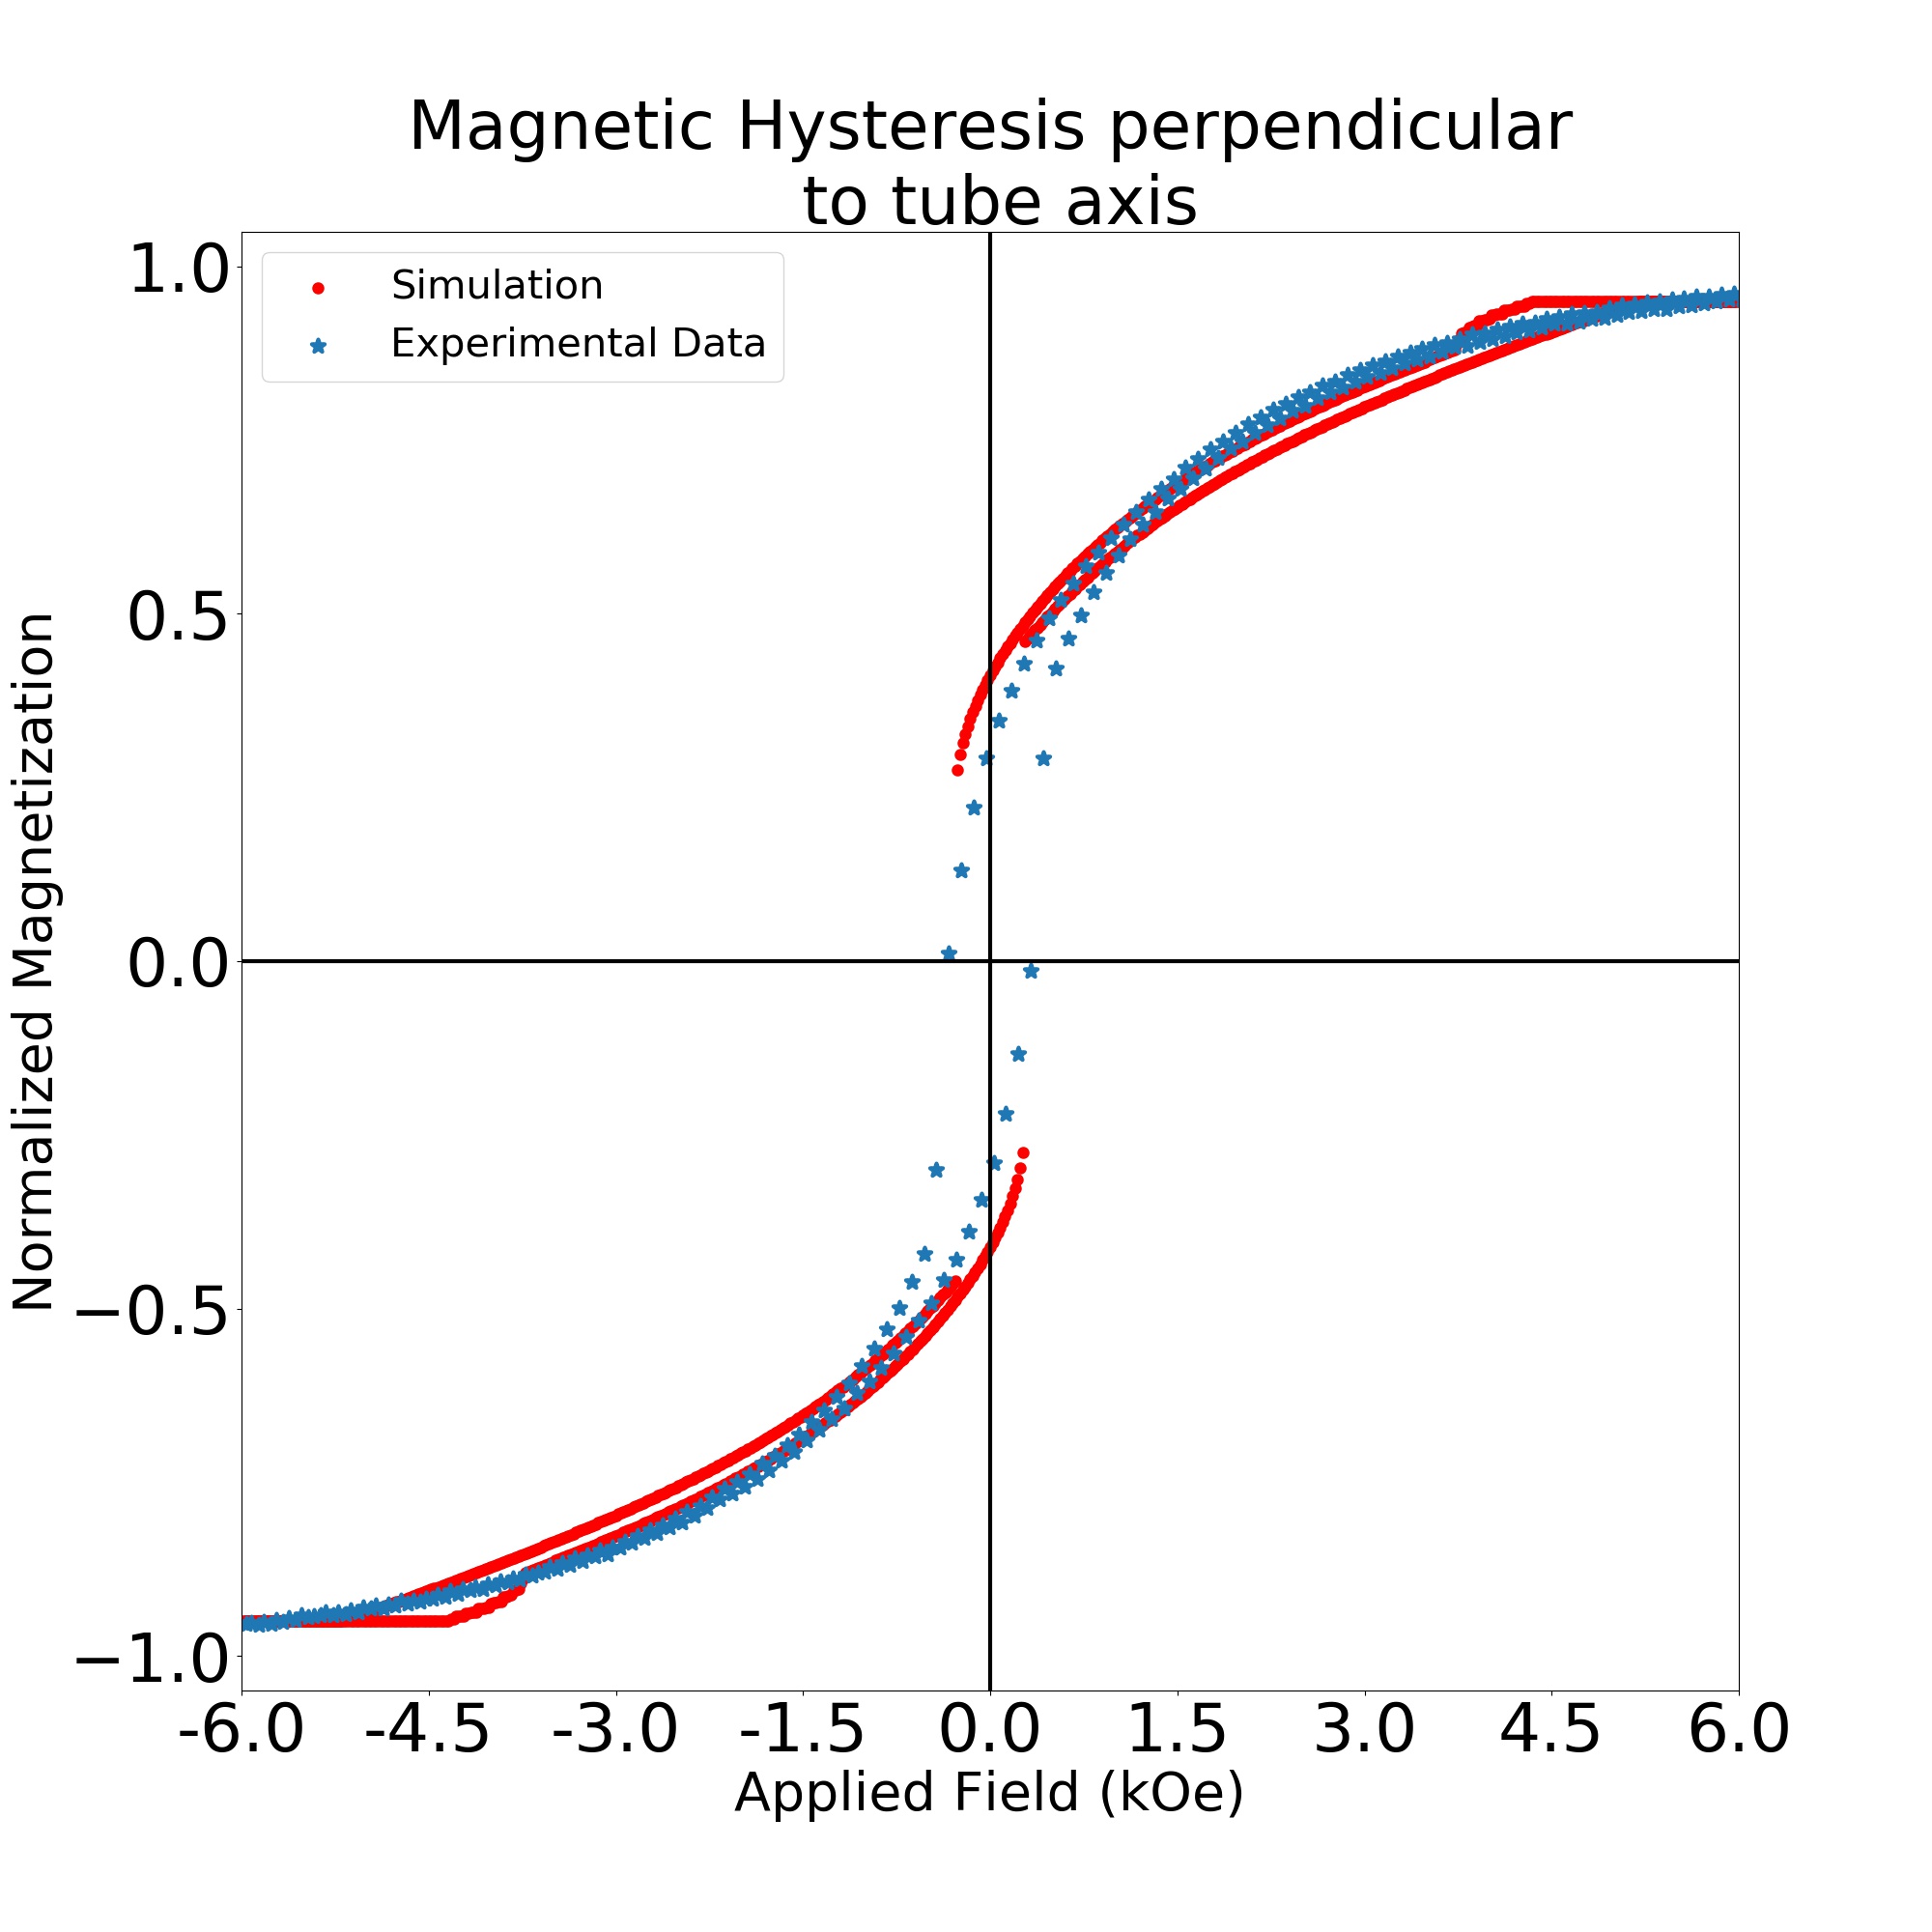 Magnetic Hysteresis perpendicular
to tube axis
1.0
Simulation
Experimental Data
0.5
0.0
−0.5
−1.0
Normalized Magnetization
-6.0 -4.5 -3.0 -1.5 0.0 1.5 3.0 4.5 6.0
Applied Field (kOe)